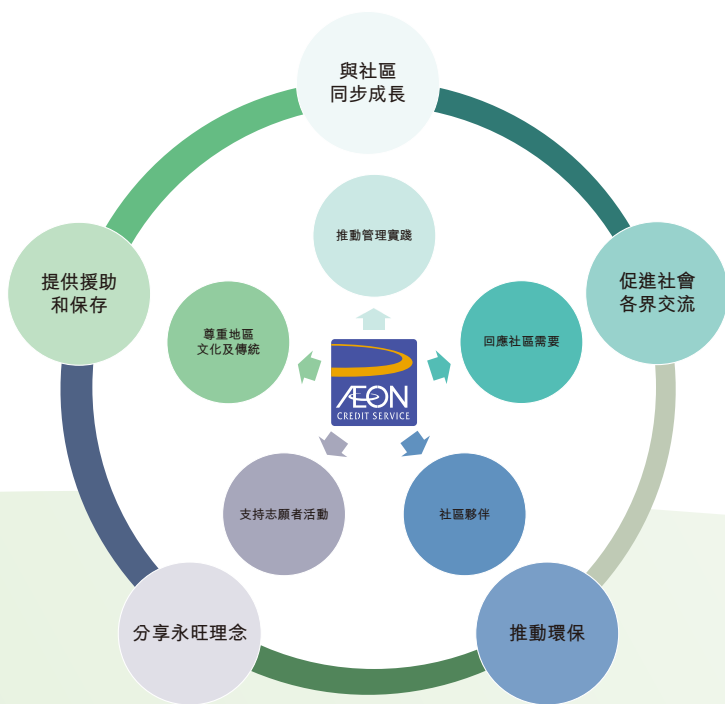 與社區
同步成長
推動管理實踐
提供援助
和保存
促進社會
各界交流
尊重地區
文化及傳統
回應社區需要
ÆON
CREDIT SERVICE
支持志願者活動
社區夥伴
分享永旺理念
推動環保